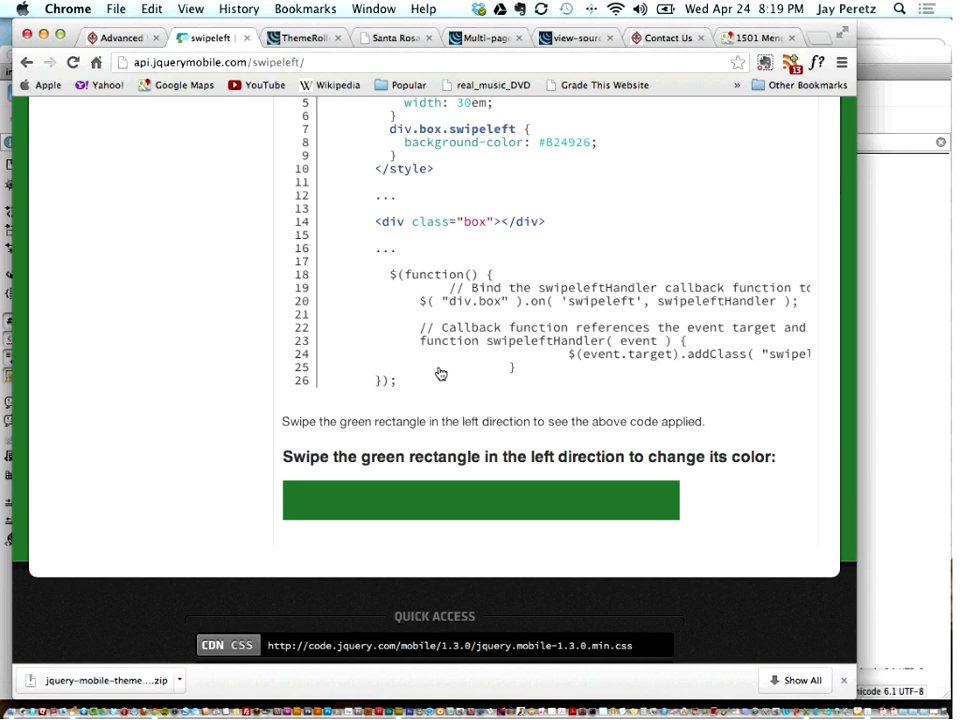 Chrome File Edit View History Bookmarks Window Help Wed Apr 24 8:19 PM Jay Peretz
Advanced swipeleft ThemeRoll Santa Rosa Multi-page view-sourc Contact Us 1501 Menc
api.jquerymobile.com/swipeleft/ 13 f?
Apple Yahoo! Google Maps YouTube Wikipedia Popular real_music_DVD Grade This Website » Other Bookmarks
5 width: 30em;
6 }
7 div.box.swipeleft {
8 background-color: #B24926;
9 }
10 </style>
11
12 ...
13
14 <div class="box"></div>
15
16 ...
17
18 $(function() {
19 // Bind the swipeleftHandler callback function to
20 $( "div.box" ).on( 'swipeleft', swipeleftHandler );
21
22 // Callback function references the event target and
23 function swipeleftHandler( event ) {
24 $(event.target).addClass( "swipel
25 }
26 });
Swipe the green rectangle in the left direction to see the above code applied.
Swipe the green rectangle in the left direction to change its color:
QUICK ACCESS
CDN CSS http://code.jquery.com/mobile/1.3.0/jquery.mobile-1.3.0.min.css
jquery-mobile-theme....zip Show All
nicode 6.1 UTF-8